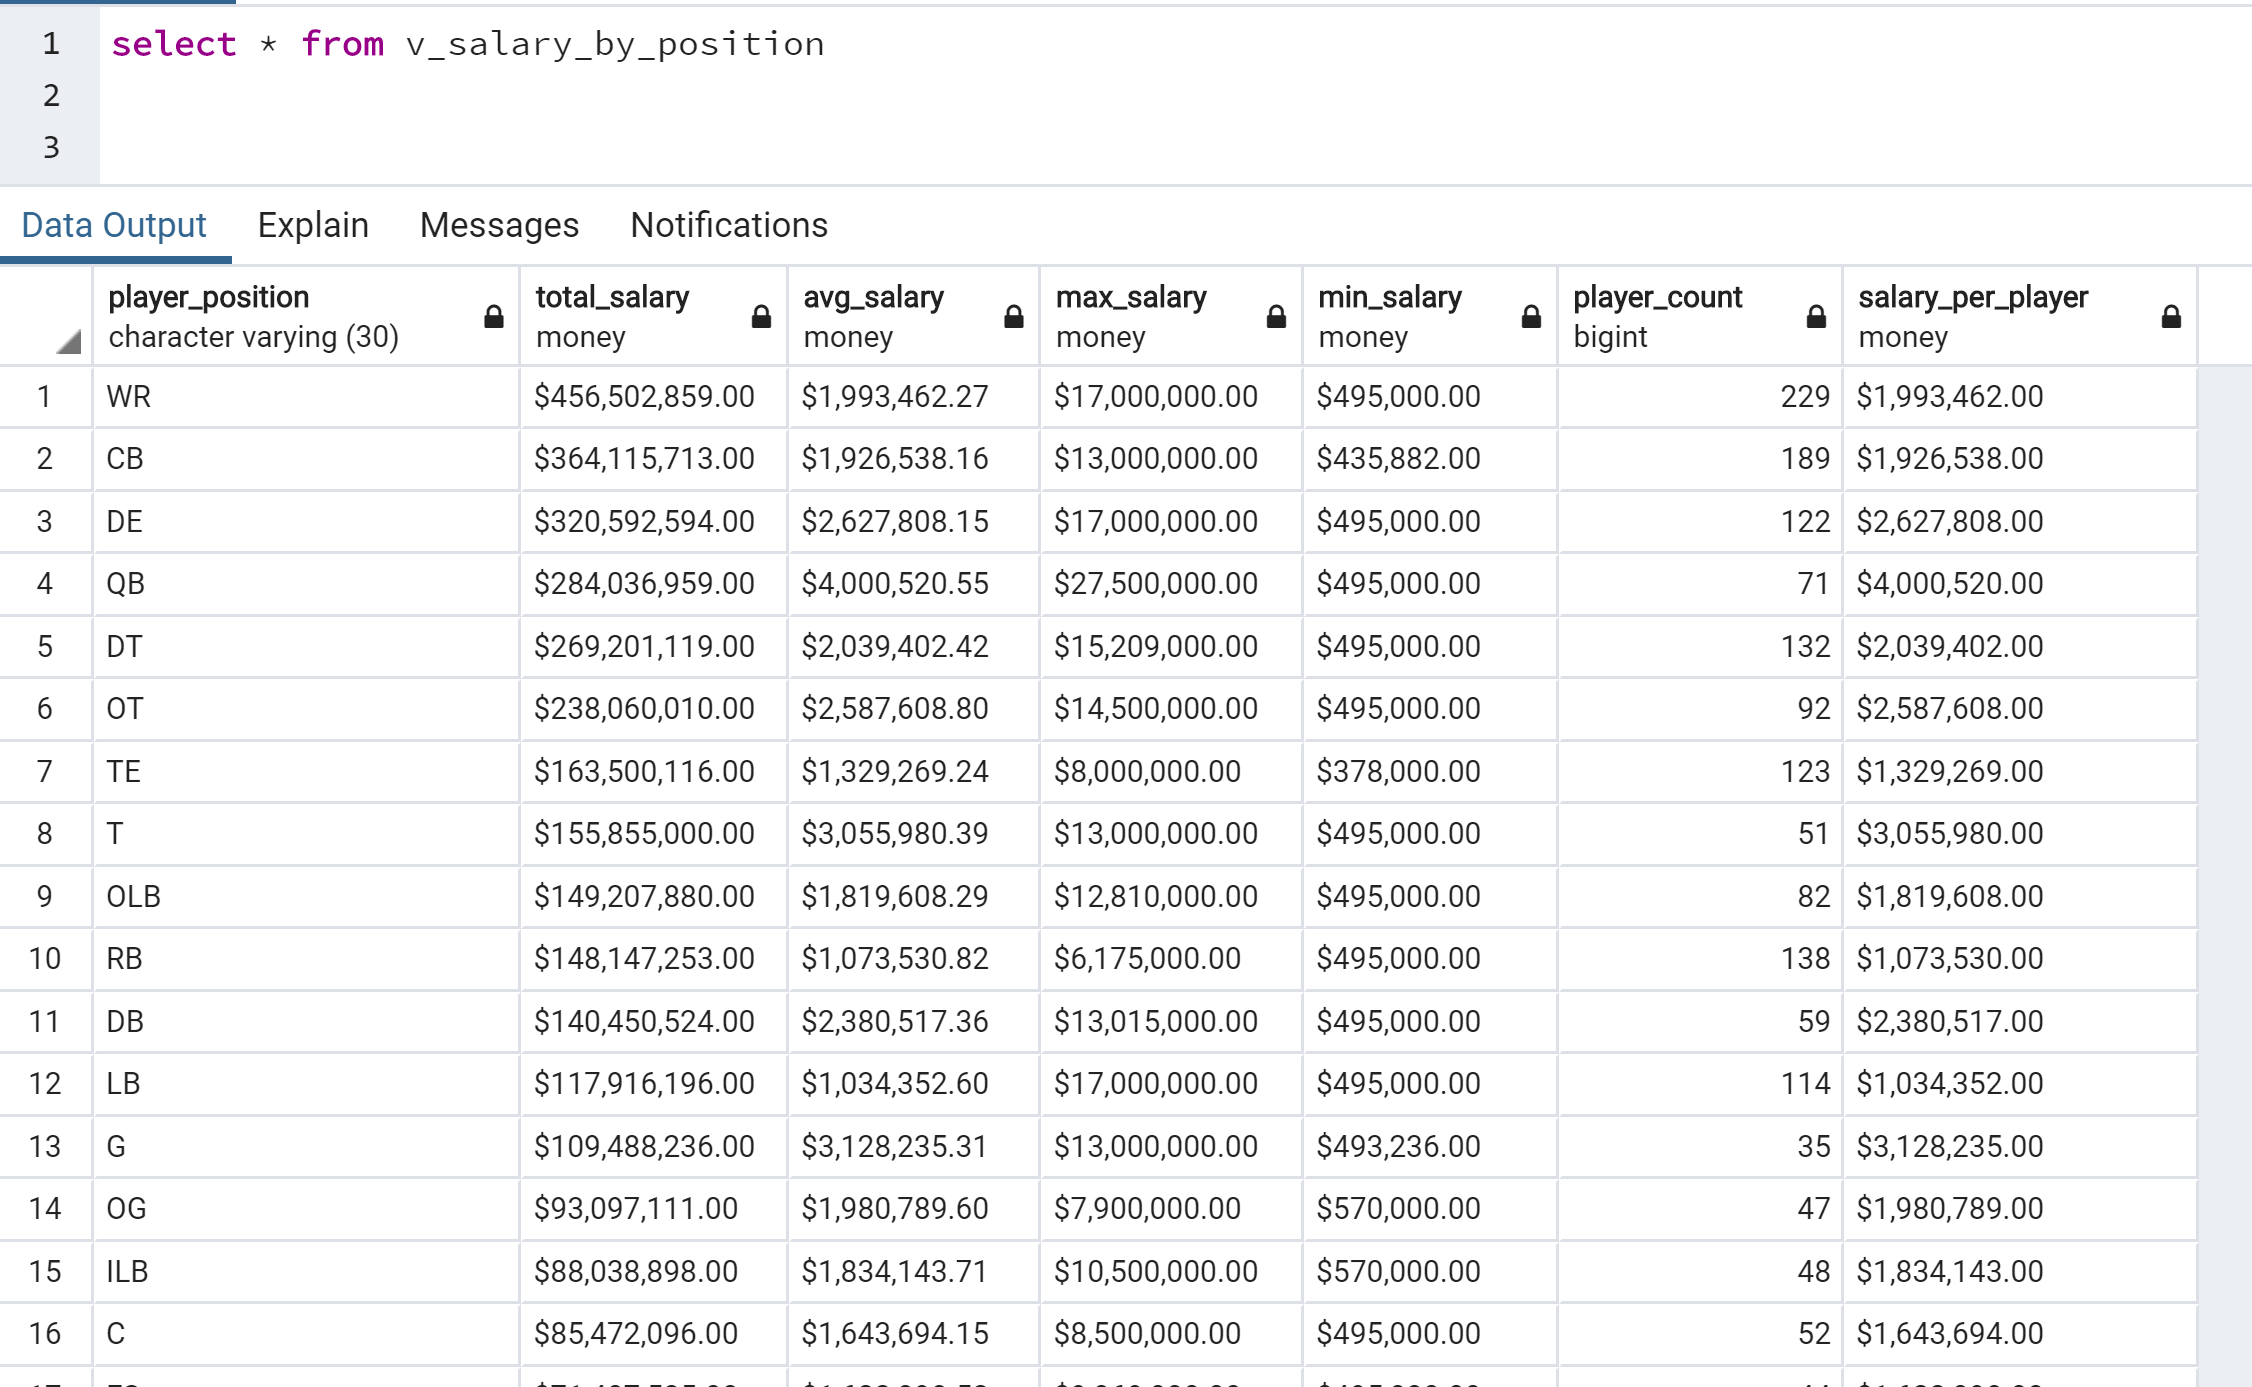 1 select * from v_salary_by_position
2
3
Data Output Explain Messages Notifications
player_position total_salary avg_salary max_salary min_salary player_count salary_per_player
character varying (30) money money money money bigint money
1 WR $456,502,859.00 $1,993,462.27 $17,000,000.00 $495,000.00 229 $1,993,462.00
2 CB $364,115,713.00 $1,926,538.16 $13,000,000.00 $435,882.00 189 $1,926,538.00
3 DE $320,592,594.00 $2,627,808.15 $17,000,000.00 $495,000.00 122 $2,627,808.00
4 QB $284,036,959.00 $4,000,520.55 $27,500,000.00 $495,000.00 71 $4,000,520.00
5 DT $269,201,119.00 $2,039,402.42 $15,209,000.00 $495,000.00 132 $2,039,402.00
6 OT $238,060,010.00 $2,587,608.80 $14,500,000.00 $495,000.00 92 $2,587,608.00
7 TE $163,500,116.00 $1,329,269.24 $8,000,000.00 $378,000.00 123 $1,329,269.00
8 T $155,855,000.00 $3,055,980.39 $13,000,000.00 $495,000.00 51 $3,055,980.00
9 OLB $149,207,880.00 $1,819,608.29 $12,810,000.00 $495,000.00 82 $1,819,608.00
10 RB $148,147,253.00 $1,073,530.82 $6,175,000.00 $495,000.00 138 $1,073,530.00
11 DB $140,450,524.00 $2,380,517.36 $13,015,000.00 $495,000.00 59 $2,380,517.00
12 LB $117,916,196.00 $1,034,352.60 $17,000,000.00 $495,000.00 114 $1,034,352.00
13 G $109,488,236.00 $3,128,235.31 $13,000,000.00 $493,236.00 35 $3,128,235.00
14 OG $93,097,111.00 $1,980,789.60 $7,900,000.00 $570,000.00 47 $1,980,789.00
15 ILB $88,038,898.00 $1,834,143.71 $10,500,000.00 $570,000.00 48 $1,834,143.00
16 C $85,472,096.00 $1,643,694.15 $8,500,000.00 $495,000.00 52 $1,643,694.00